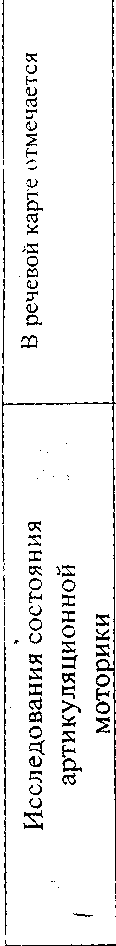 Исследования состояния
артикуляционной
моторики
В речевой карте отмечается